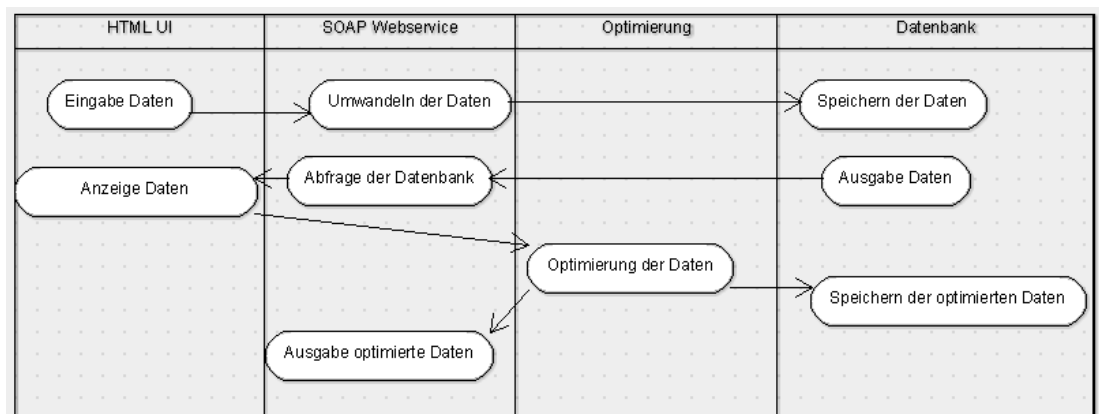 HTML UI
SOAP Webservice
Optimierung
Datenbank
Eingabe Daten
Umwandeln der Daten
Speichern der Daten
Anzeige Daten
Abfrage der Datenbank
Ausgabe Daten
Optimierung der Daten
Speichern der optimierten Daten
Ausgabe optimierte Daten